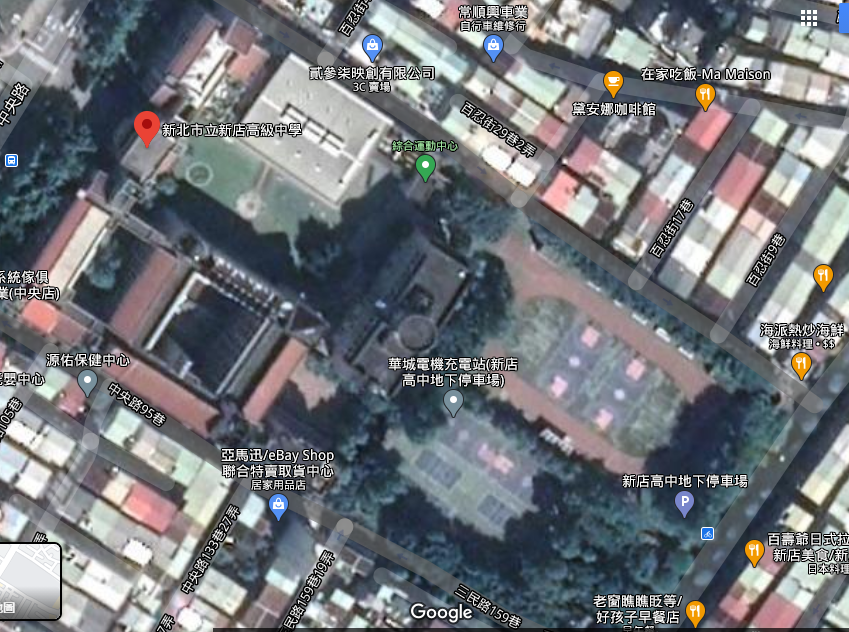 百忍街
常順興車業
自行車維修行
貳參柒映創有限公司
3C 賣場
在家吃飯-Ma Maison
黛安娜咖啡館
中央路
新北市立新店高級中學
百忍街29巷2弄
綜合運動中心
百忍街17巷
百忍街9巷
系統傢俱
業(中央店)
海派熱炒海鮮
海鮮料理・$$
源佑保健中心
嬰中心
華城電機充電站(新店
高中地下停車場)
中央路95巷
105巷
亞馬迅/eBay Shop
聯合特賣取貨中心
居家用品店
新店高中地下停車場
P
中央路133巷27弄
百壽爺日式拉
新店美食/新
日本料理
民路159巷10弄
三民路159巷
老窗瞧瞧眨等/
好孩子早餐店
Google
地圖